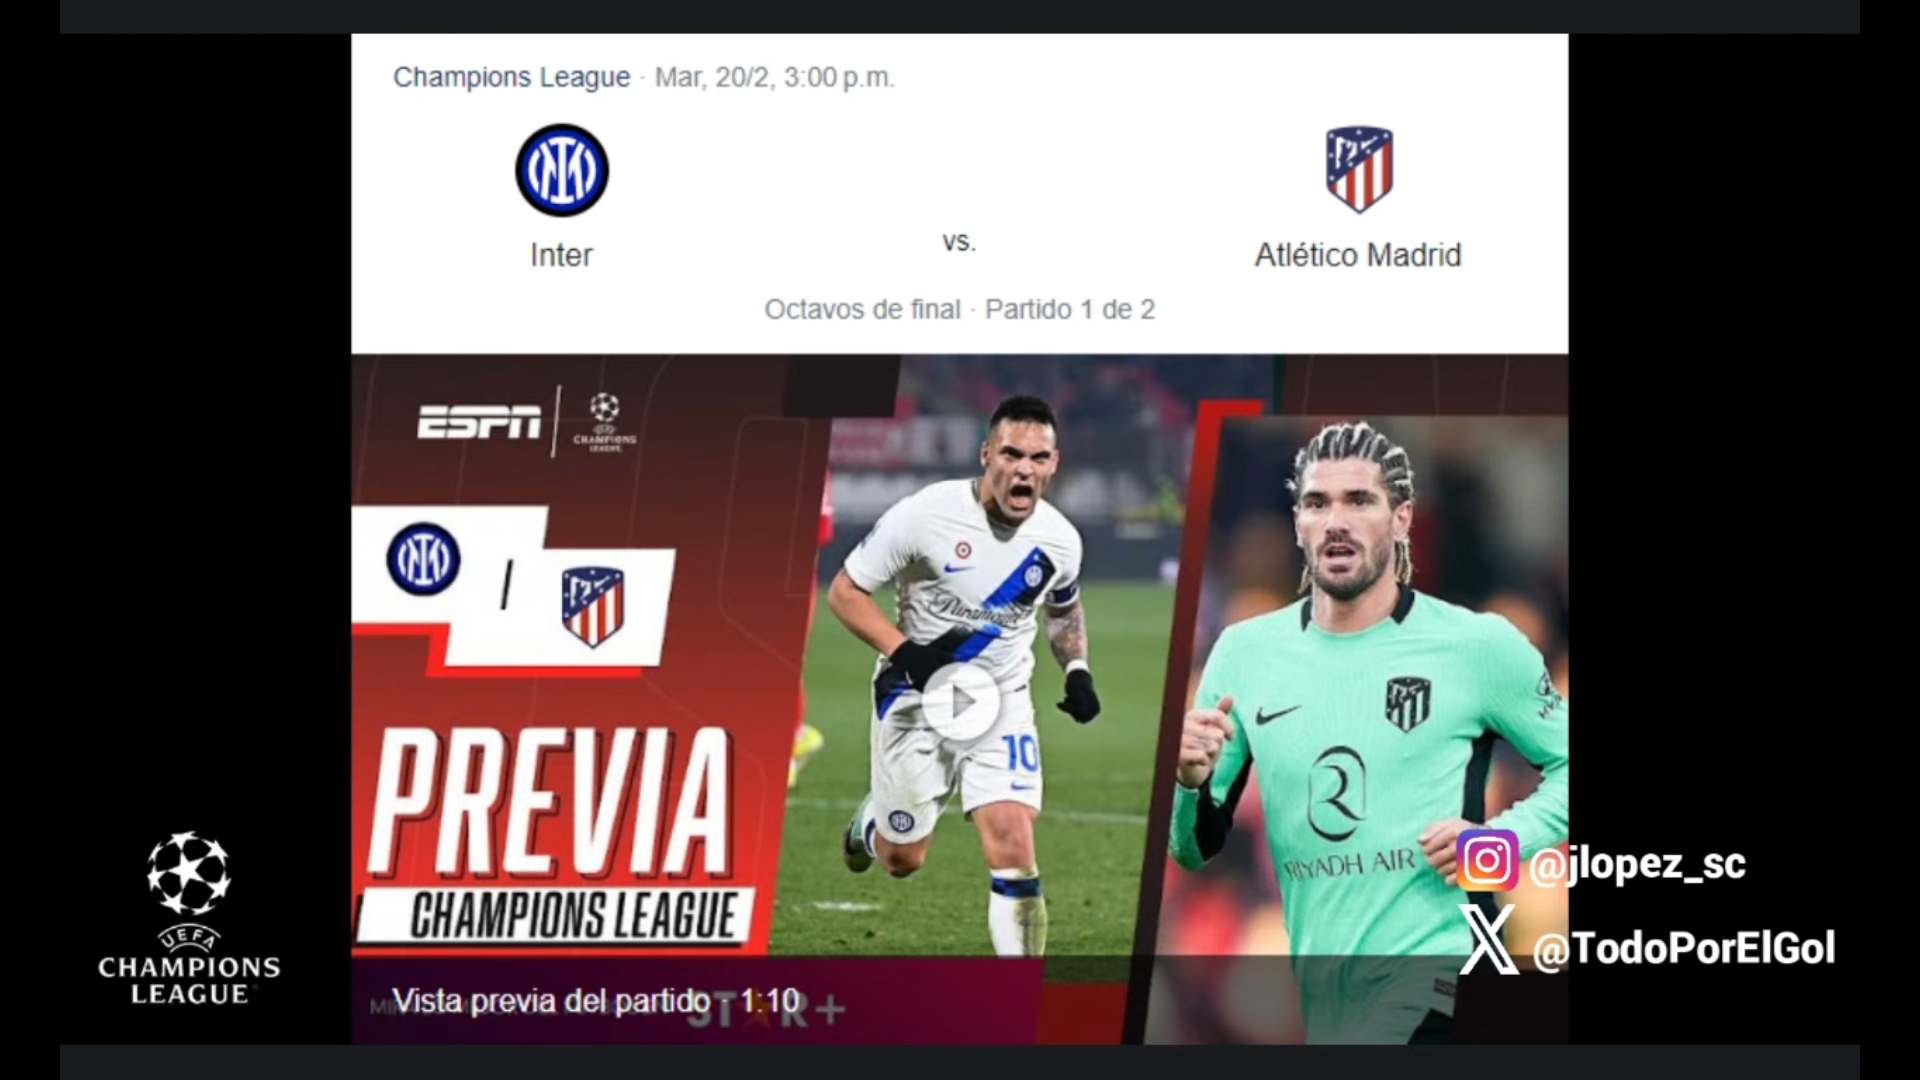 Champions League · Mar, 20/2, 3:00 p.m.
Inter
vs.
Atlético Madrid
Octavos de final · Partido 1 de 2
ESPN
CHAMPIONS
LEAGUE
Paramount+
10
RIYADH AIR
PREVIA
CHAMPIONS LEAGUE
Vista previa del partido · 1:10
STAR+
UEFA
CHAMPIONS
LEAGUE
@jlopez_sc
@TodoPorElGol